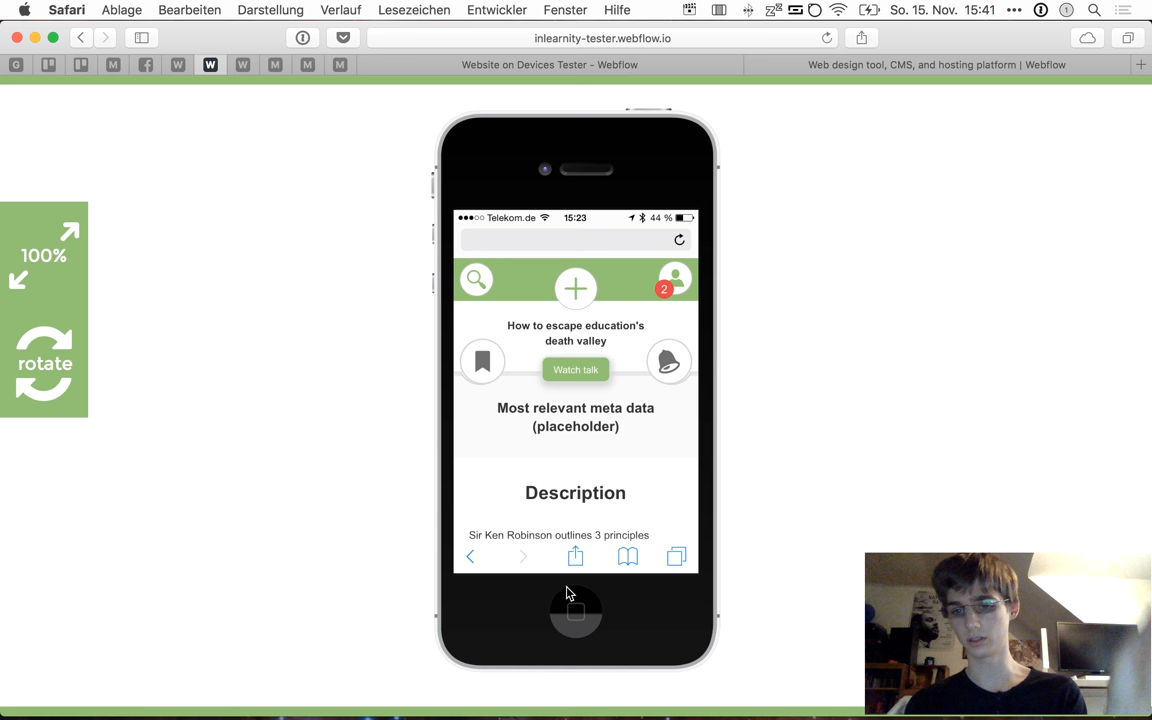 Safari Ablage Bearbeiten Darstellung Verlauf Lesezeichen Entwickler Fenster Hilfe So. 15. Nov. 15:41
inlearnity-tester.webflow.io
G M W W W M M M Website on Devices Tester - Webflow Web design tool, CMS, and hosting platform | Webflow
100%
rotate
Telekom.de 15:23 44 %
2
How to escape education's
death valley
Watch talk
Most relevant meta data
(placeholder)
Description
Sir Ken Robinson outlines 3 principles